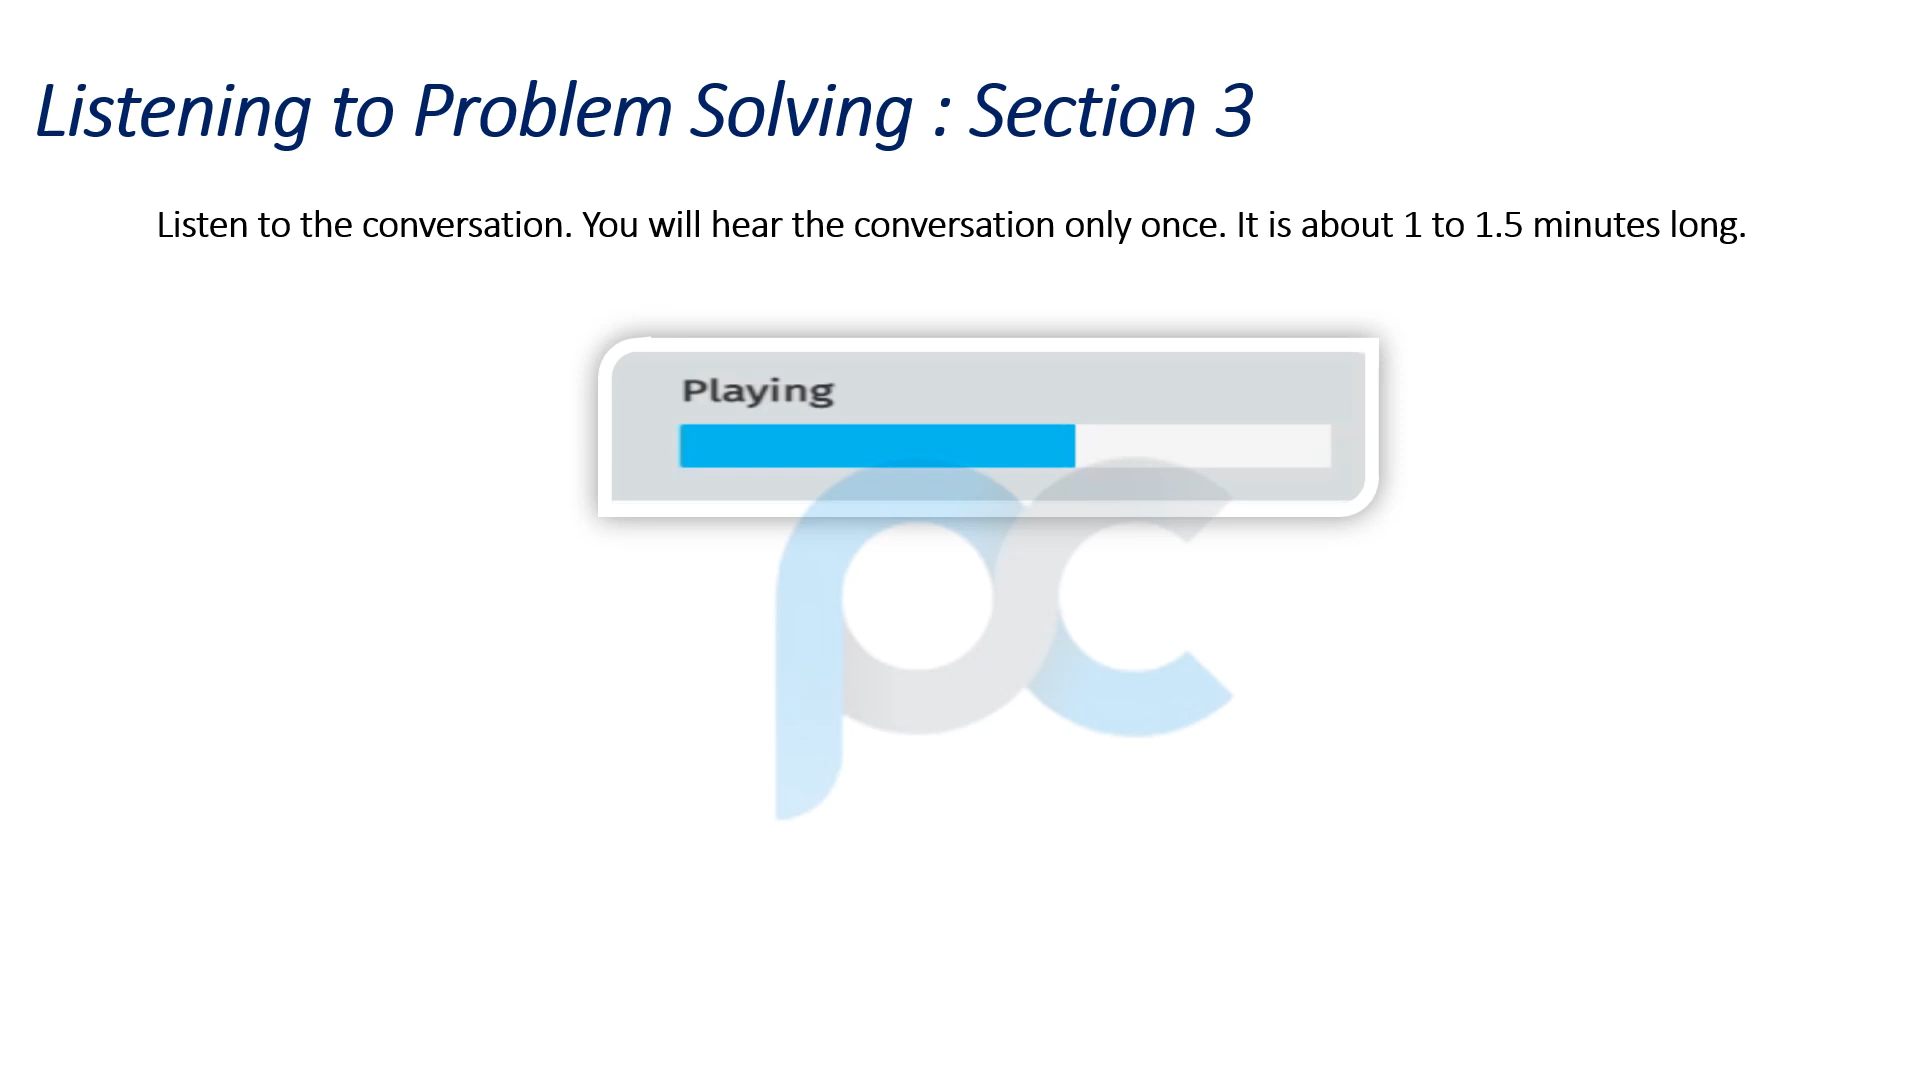 Listening to Problem Solving : Section 3
Listen to the conversation. You will hear the conversation only once. It is about 1 to 1.5 minutes long.
Playing
pc